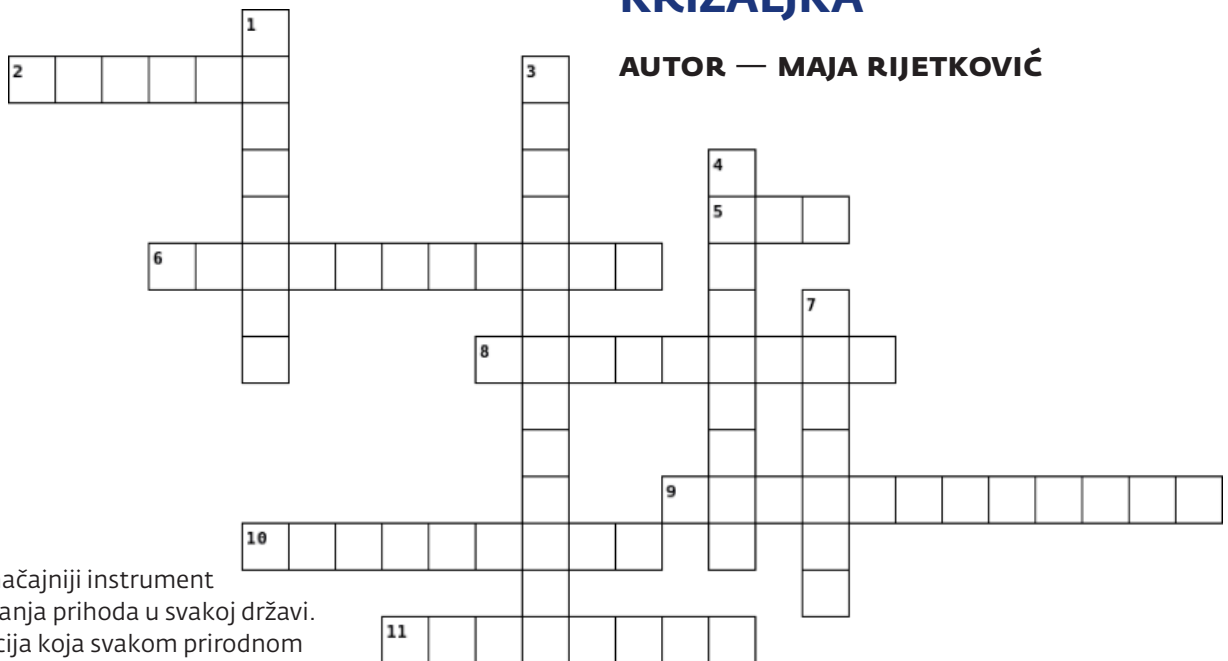 KRIŽALJKA
AUTOR — MAJA RIJETKOVIĆ
1
2
3
4
5
6
7
8
9
10
11
ačajniji instrument
anja prihoda u svakoj državi.
cija koja svakom prirodnom